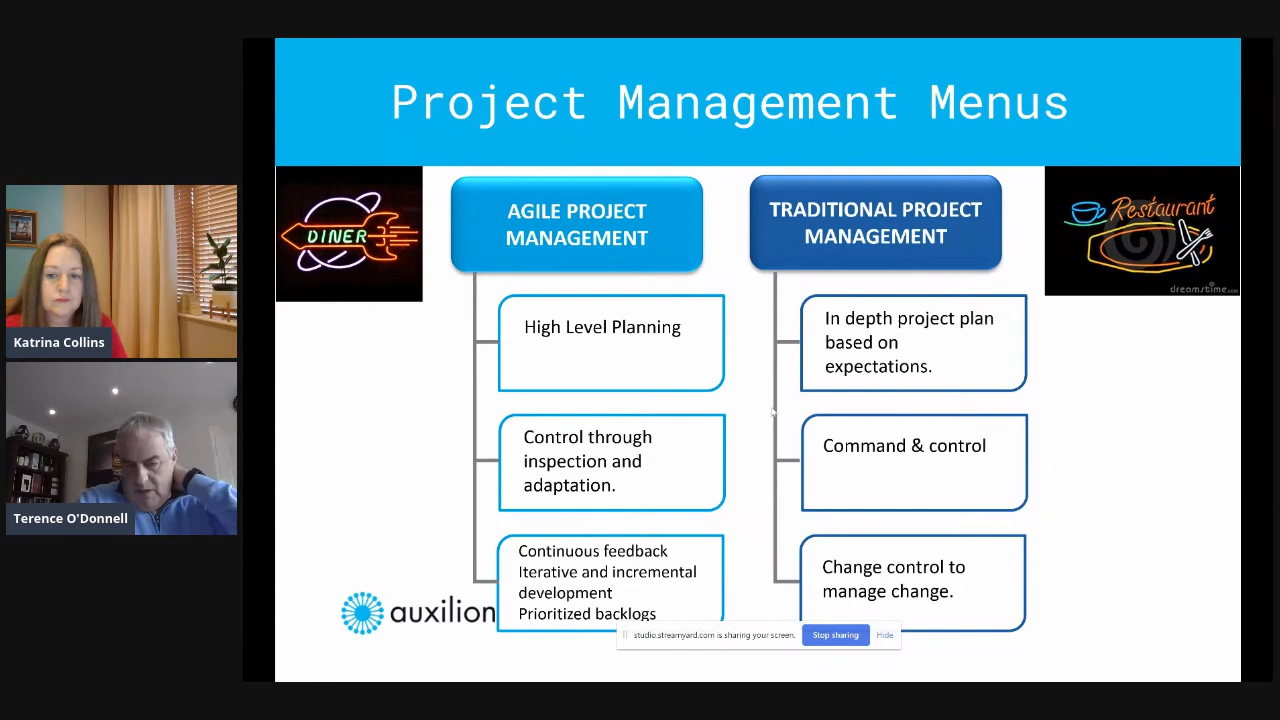 Project Management Menus
DINER
AGILE PROJECT
MANAGEMENT
TRADITIONAL PROJECT
MANAGEMENT
Restaurant
dreamstime.com
High Level Planning
In depth project plan
based on
expectations.
Control through
inspection and
adaptation.
Command & control
Continuous feedback
Iterative and incremental
development
Prioritized backlogs
Change control to
manage change.
auxilion
studio.streamyard.com is sharing your screen.
Stop sharing
Hide
Katrina Collins
Terence O'Donnell